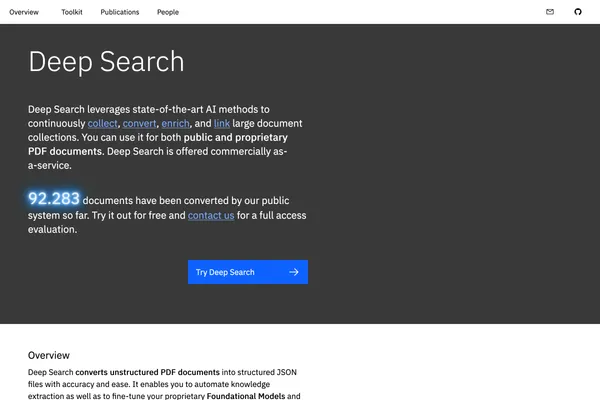 Overview Toolkit Publications People
Deep Search
Deep Search leverages state-of-the-art AI methods to
continuously collect, convert, enrich, and link large document
collections. You can use it for both public and proprietary
PDF documents. Deep Search is offered commercially as-
a-service.
92.283 documents have been converted by our public
system so far. Try it out for free and contact us for a full access
evaluation.
Try Deep Search
Overview
Deep Search converts unstructured PDF documents into structured JSON
files with accuracy and ease. It enables you to automate knowledge
extraction as well as to fine-tune your proprietary Foundational Models and